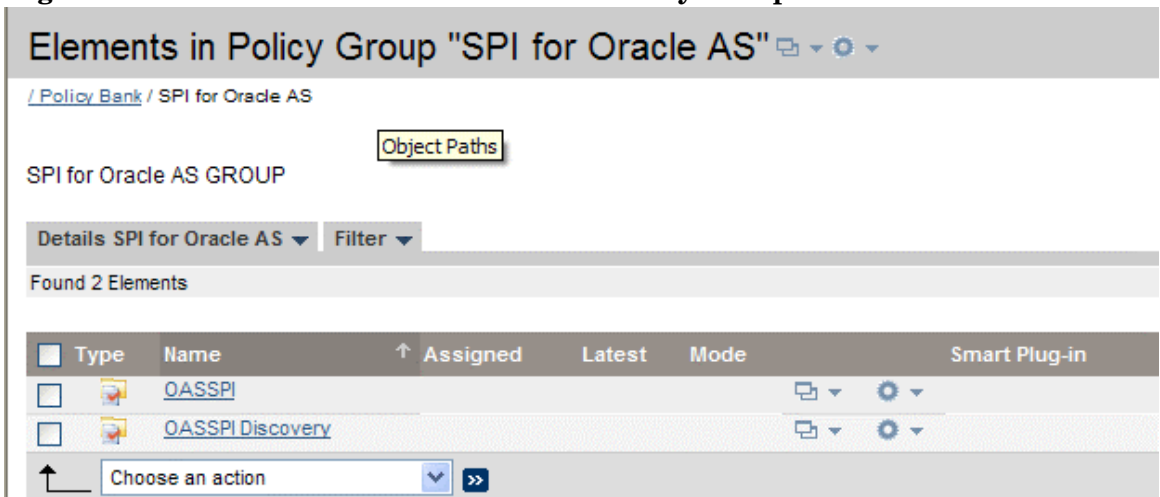 Elements in Policy Group "SPI for Oracle AS"
/ Policy Bank / SPI for Oracle AS
Object Paths
SPI for Oracle AS GROUP
Details SPI for Oracle AS Filter
Found 2 Elements
Type Name Assigned Latest Mode Smart Plug-in
OASSPI
OASSPI Discovery
Choose an action